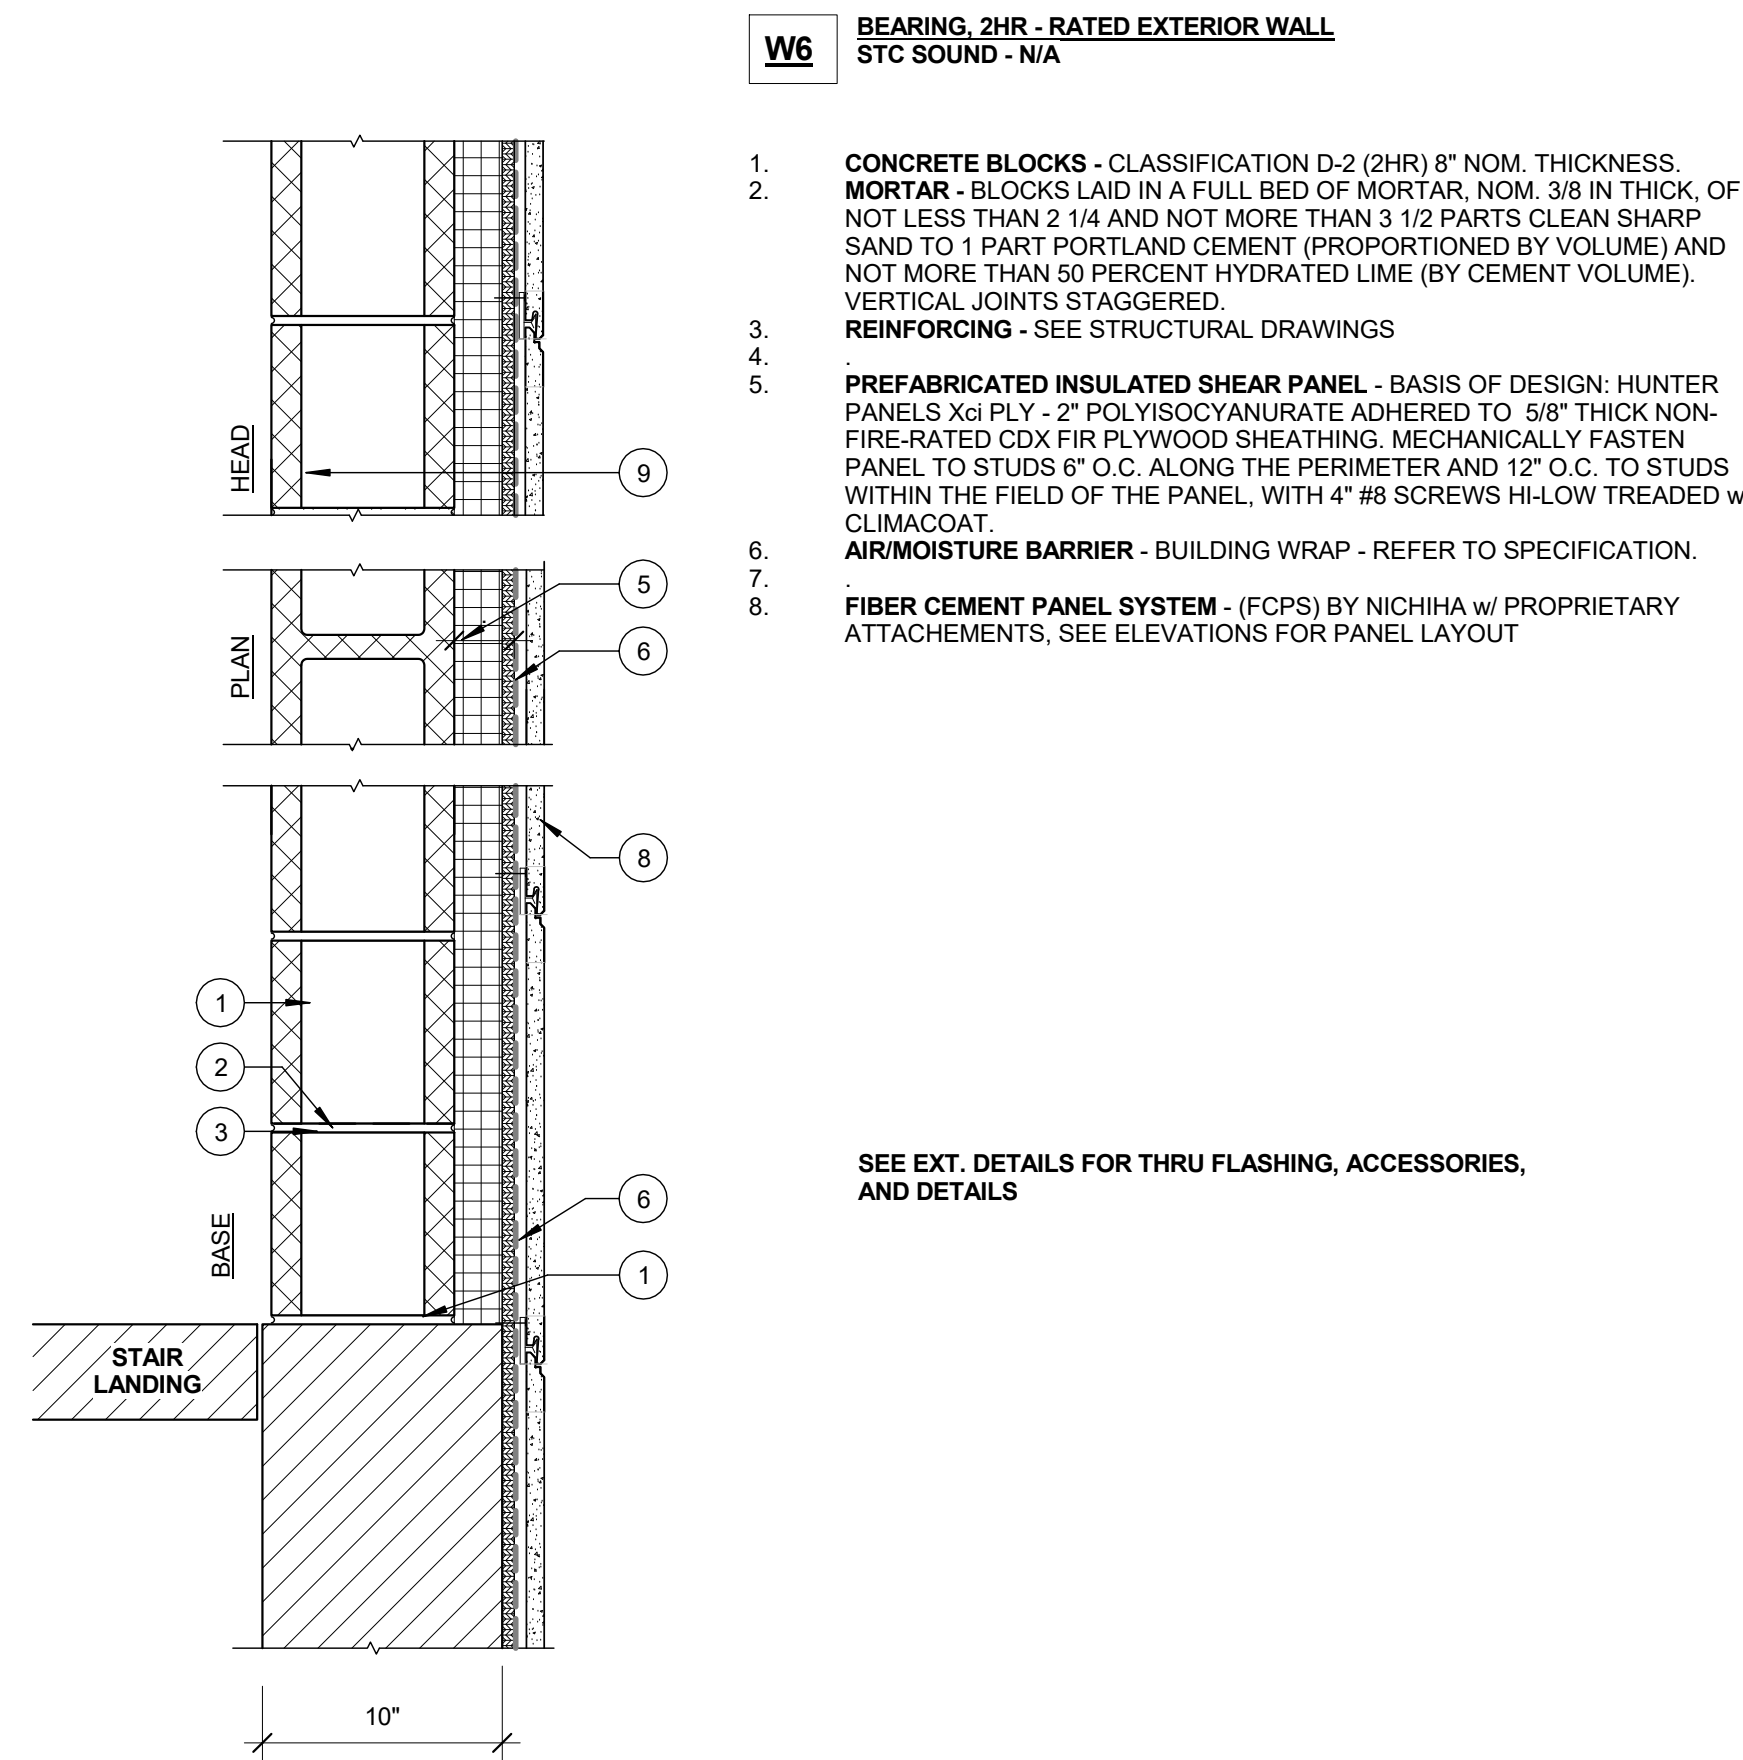 W6
BEARING, 2HR - RATED EXTERIOR WALL
STC SOUND - N/A
1. CONCRETE BLOCKS - CLASSIFICATION D-2 (2HR) 8" NOM. THICKNESS.
2. MORTAR - BLOCKS LAID IN A FULL BED OF MORTAR, NOM. 3/8 IN THICK, OF
NOT LESS THAN 2 1/4 AND NOT MORE THAN 3 1/2 PARTS CLEAN SHARP
SAND TO 1 PART PORTLAND CEMENT (PROPORTIONED BY VOLUME) AND
NOT MORE THAN 50 PERCENT HYDRATED LIME (BY CEMENT VOLUME).
VERTICAL JOINTS STAGGERED.
3. REINFORCING - SEE STRUCTURAL DRAWINGS
4. .
5. PREFABRICATED INSULATED SHEAR PANEL - BASIS OF DESIGN: HUNTER
PANELS Xci PLY - 2" POLYISOCYANURATE ADHERED TO 5/8" THICK NON-
FIRE-RATED CDX FIR PLYWOOD SHEATHING. MECHANICALLY FASTEN
PANEL TO STUDS 6" O.C. ALONG THE PERIMETER AND 12" O.C. TO STUDS
WITHIN THE FIELD OF THE PANEL, WITH 4" #8 SCREWS HI-LOW TREADED w
CLIMACOAT.
6. AIR/MOISTURE BARRIER - BUILDING WRAP - REFER TO SPECIFICATION.
7. .
8. FIBER CEMENT PANEL SYSTEM - (FCPS) BY NICHIHA w/ PROPRIETARY
ATTACHEMENTS, SEE ELEVATIONS FOR PANEL LAYOUT
HEAD
9
5
PLAN
6
8
1
2
3
BASE
6
1
SEE EXT. DETAILS FOR THRU FLASHING, ACCESSORIES,
AND DETAILS
STAIR
LANDING
10"